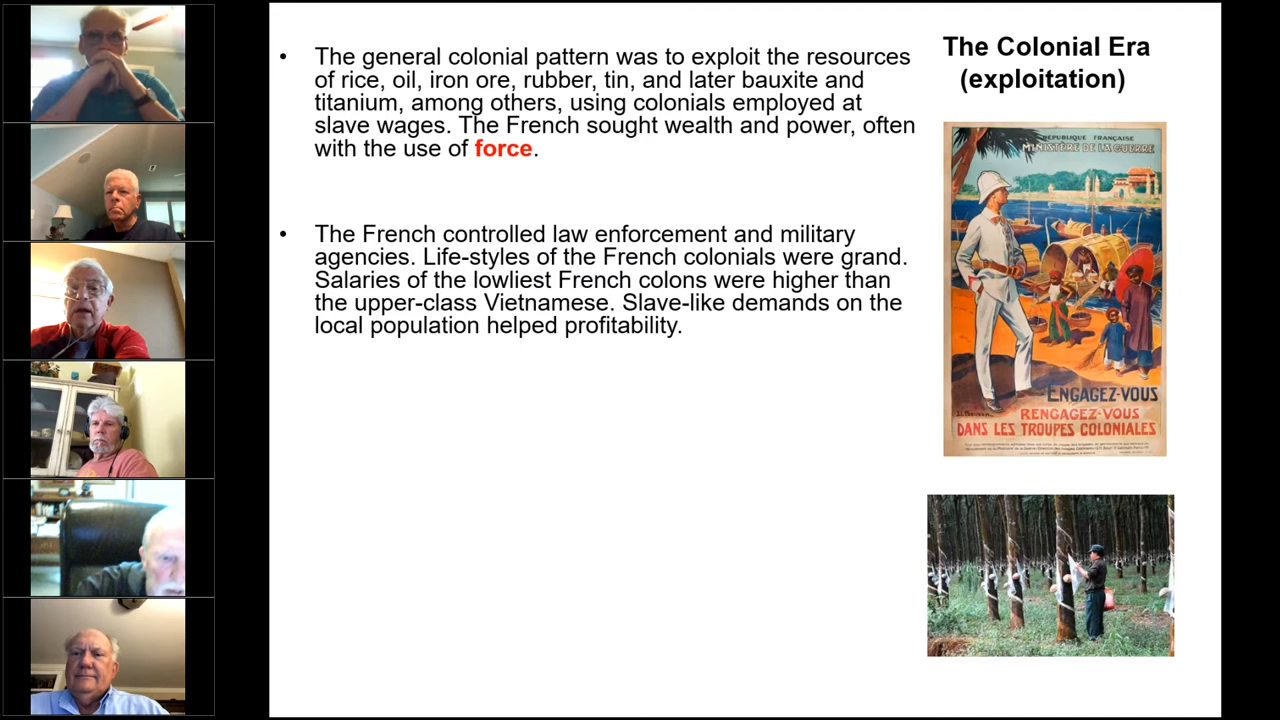 • The general colonial pattern was to exploit the resources
of rice, oil, iron ore, rubber, tin, and later bauxite and
titanium, among others, using colonials employed at
slave wages. The French sought wealth and power, often
with the use of force.
• The French controlled law enforcement and military
agencies. Life-styles of the French colonials were grand.
Salaries of the lowliest French colons were higher than
the upper-class Vietnamese. Slave-like demands on the
local population helped profitability.
The Colonial Era
(exploitation)
RÉPUBLIQUE FRANÇAISE
MINISTÈRE DE LA GUERRE
ENGAGEZ-VOUS
RENGAGEZ-VOUS
DANS LES TROUPES COLONIALES